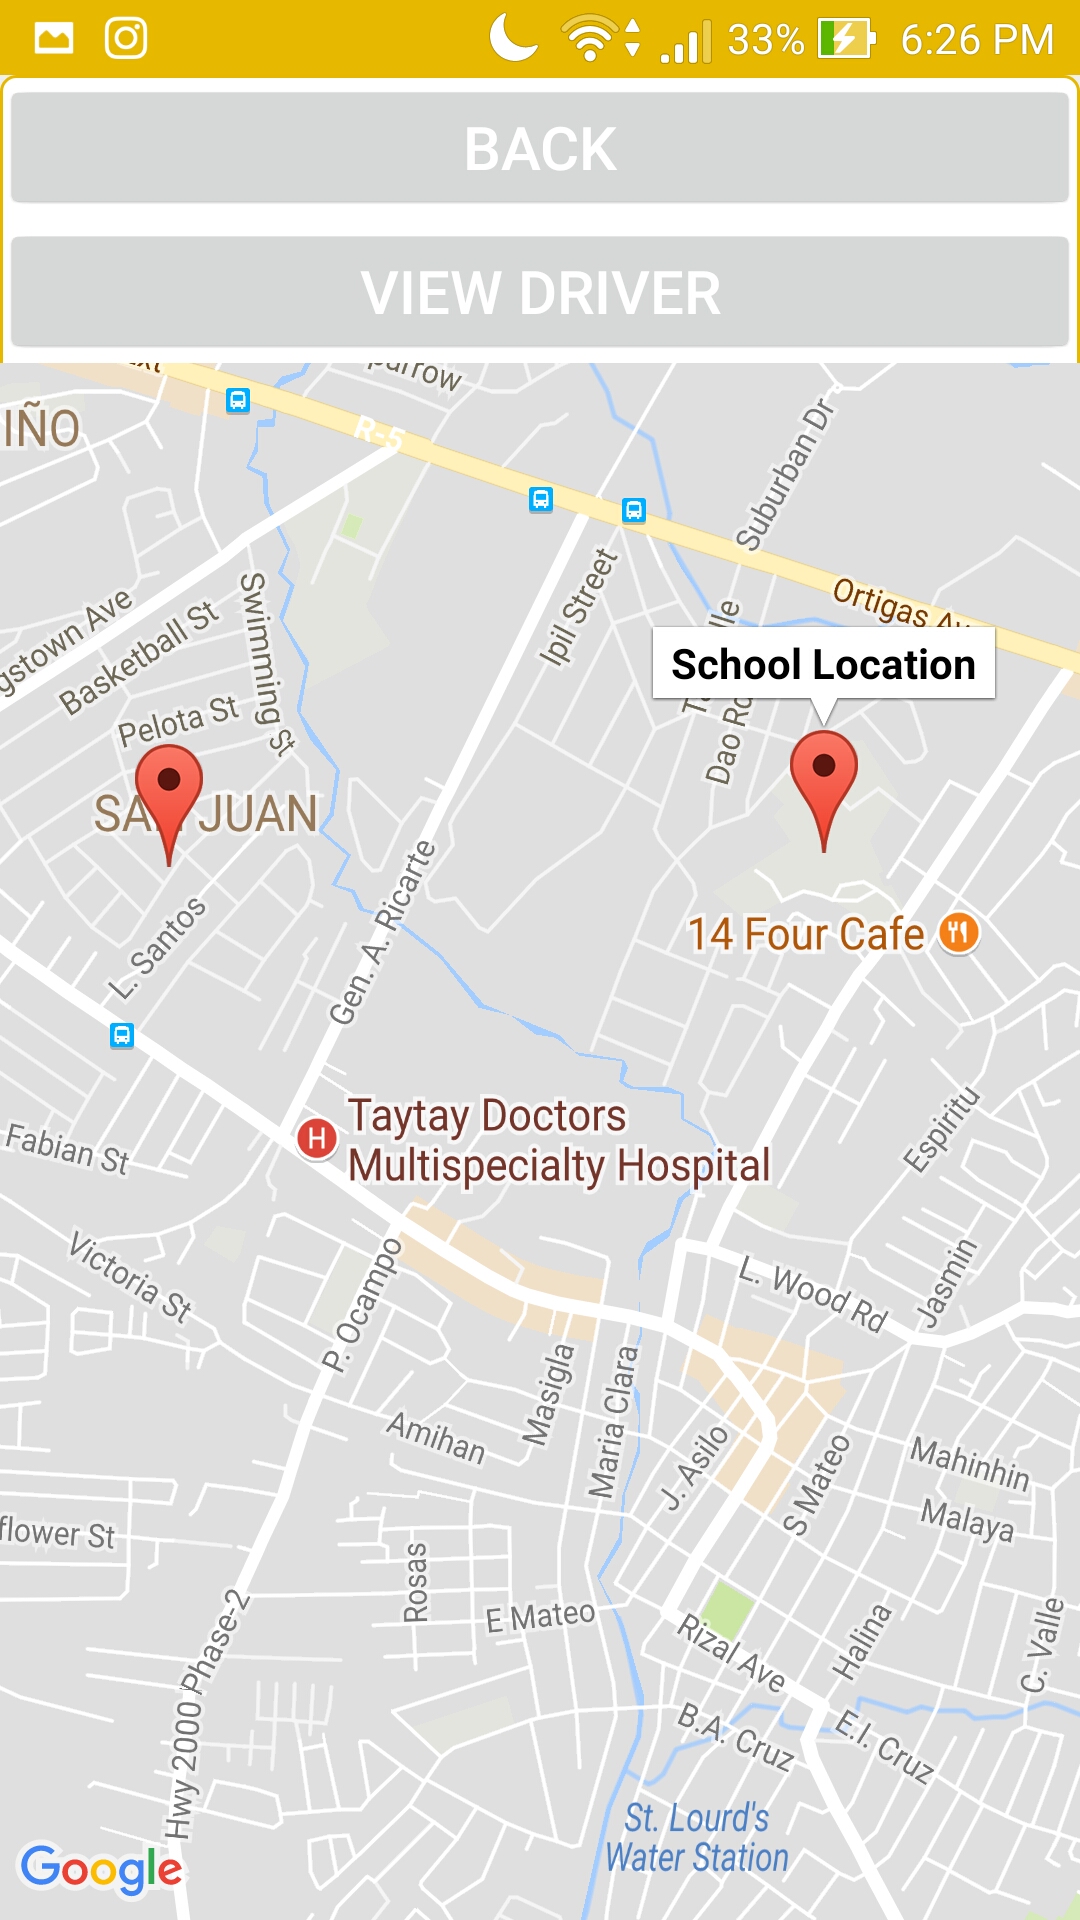 33% 6:26 PM
BACK
VIEW DRIVER
IÑO
R-5
Suburban Dr
Ipil Street
Ortigas Av
Swimming St
Basketball St
gstown Ave
Pelota St
School Location
Dao
SAN JUAN
L. Santos
Gen. A. Ricarte
14 Four Cafe
Taytay Doctors
Multispecialty Hospital
H
Fabian St
Espiritu
Victoria St
P. Ocampo
L. Wood Rd
Jasmin
Masigla
Maria Clara
Amihan
J. Asilo
S Mateo
Mahinhin
Malaya
flower St
Rosas
E Mateo
Rizal Ave
Halina
C. Valle
Hwy 2000 Phase-2
B.A. Cruz
E.I. Cruz
St. Lourd's
Water Station
Google